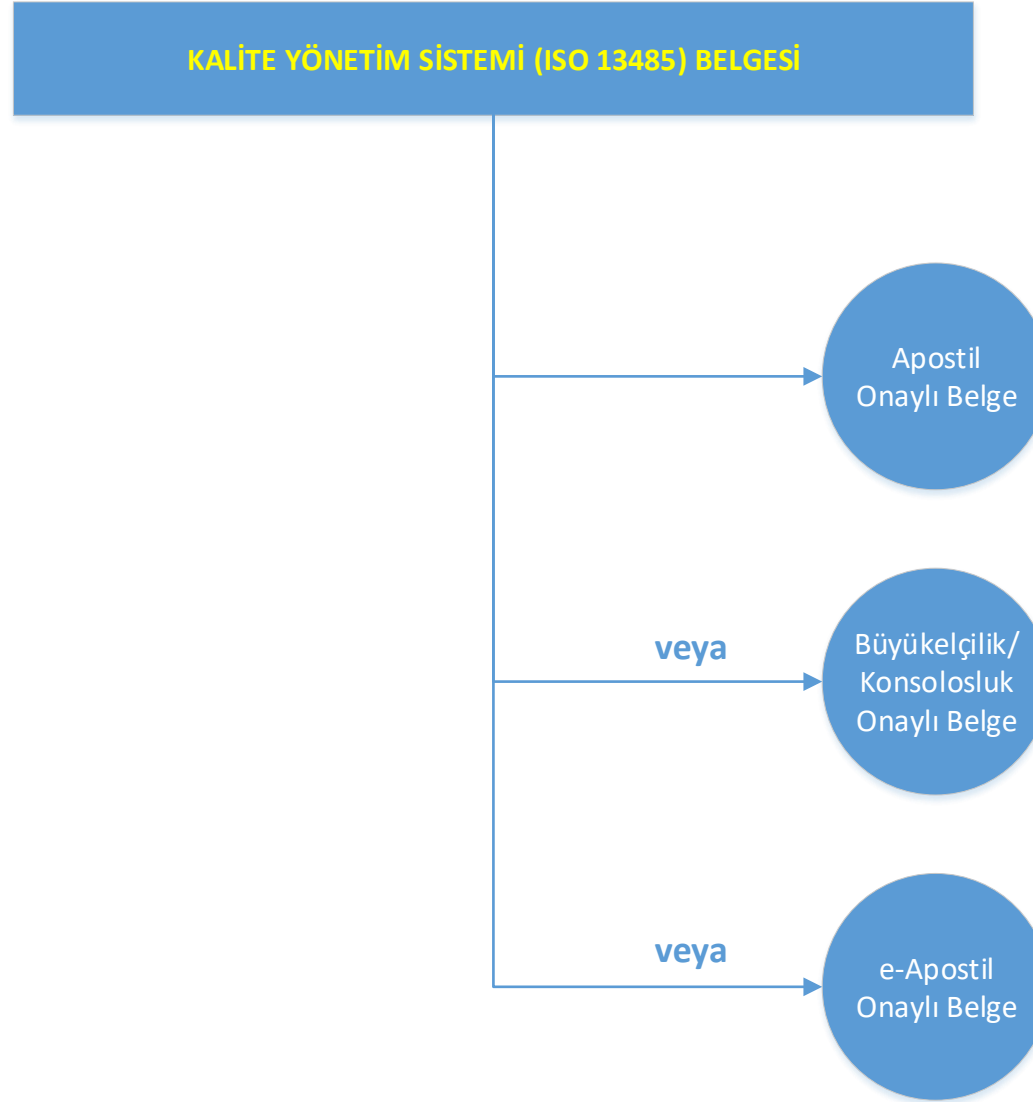 KALİTE YÖNETİM SİSTEMİ (ISO 13485) BELGESİ
Apostil
Onaylı Belge
veya
Büyükelçilik/
Konsolosluk
Onaylı Belge
veya
e-Apostil
Onaylı Belge